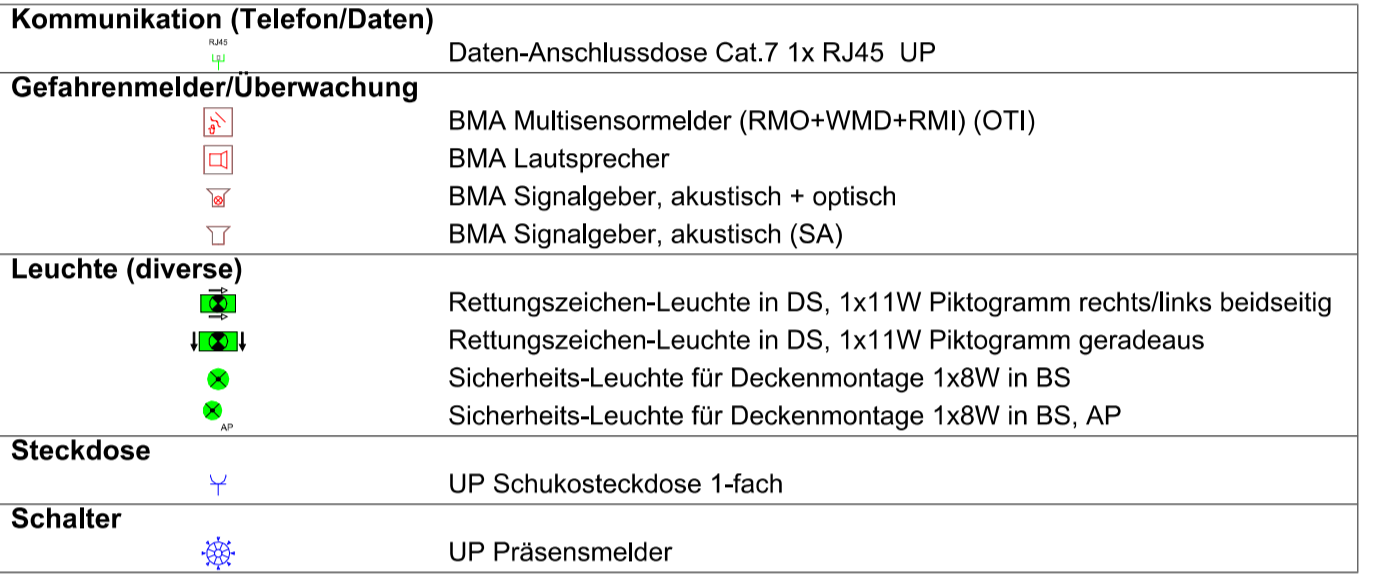 Kommunikation (Telefon/Daten)
RJ45
Daten-Anschlussdose Cat.7 1x RJ45 UP
Gefahrenmelder/Überwachung
BMA Multisensormelder (RMO+WMD+RMI) (OTI)
BMA Lautsprecher
BMA Signalgeber, akustisch + optisch
BMA Signalgeber, akustisch (SA)
Leuchte (diverse)
Rettungszeichen-Leuchte in DS, 1x11W Piktogramm rechts/links beidseitig
Rettungszeichen-Leuchte in DS, 1x11W Piktogramm geradeaus
Sicherheits-Leuchte für Deckenmontage 1x8W in BS
AP
Sicherheits-Leuchte für Deckenmontage 1x8W in BS, AP
Steckdose
UP Schukosteckdose 1-fach
Schalter
UP Präsensmelder